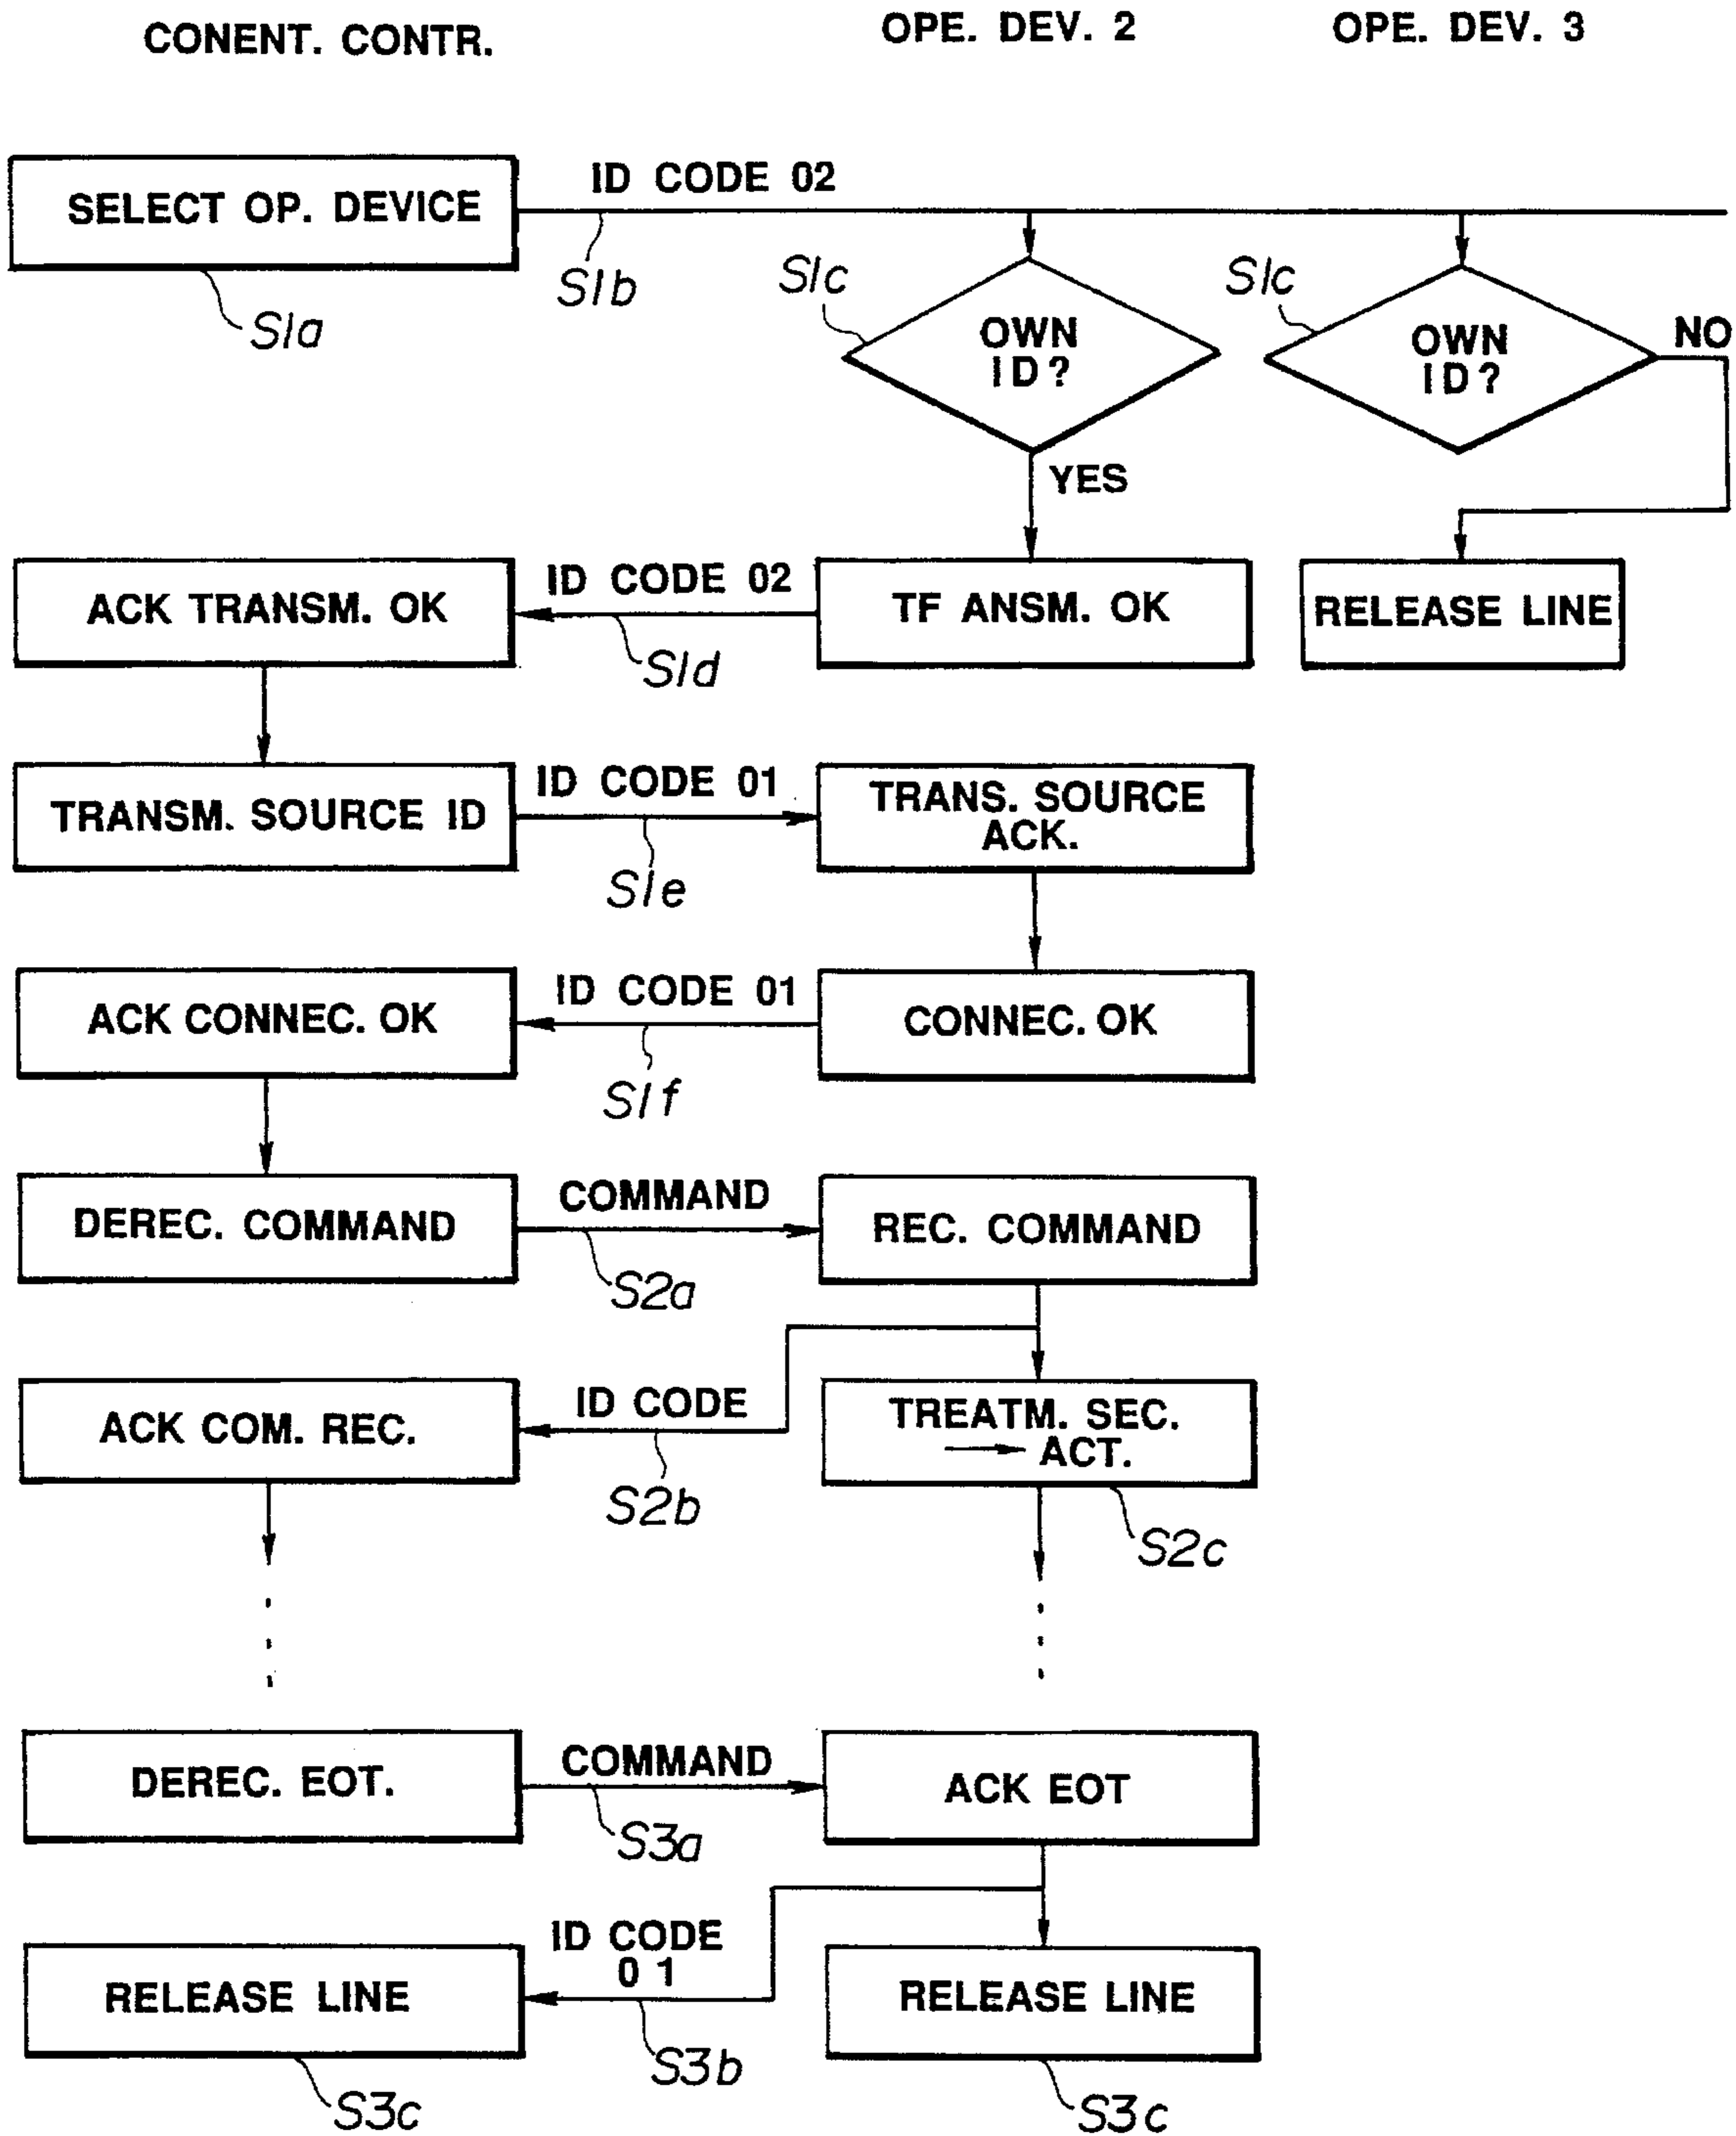 CONENT. CONTR.
OPE. DEV. 2
OPE. DEV. 3
SELECT OP. DEVICE
ID CODE 02
S1a
S1b
S1c
OWN
ID?
YES
S1c
OWN
ID?
NO
ACK TRANSM. OK
ID CODE 02
S1d
TF ANSM. OK
RELEASE LINE
TRANSM. SOURCE ID
ID CODE 01
S1e
TRANS. SOURCE
ACK.
ACK CONNEC. OK
ID CODE 01
S1f
CONNEC. OK
DEREC. COMMAND
COMMAND
S2a
REC. COMMAND
ACK COM. REC.
ID CODE
S2b
TREATM. SEC.
→ ACT.
S2c
DEREC. EOT.
COMMAND
S3a
ACK EOT
RELEASE LINE
ID CODE
01
S3b
RELEASE LINE
S3c
S3c